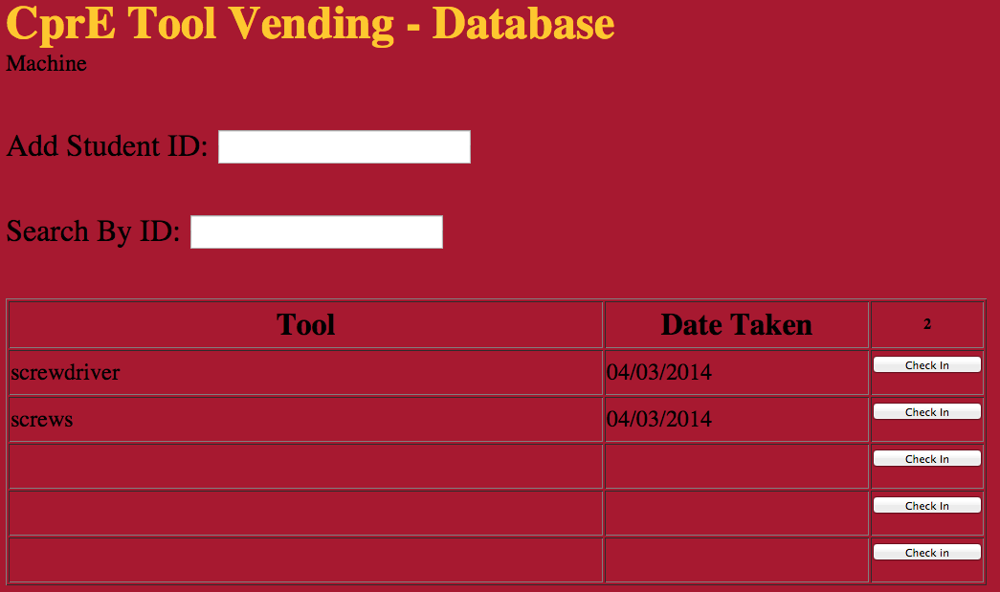 CprE Tool Vending - Database
Machine
Add Student ID:
Search By ID:
Tool Date Taken 2
screwdriver 04/03/2014 Check In
screws 04/03/2014 Check In
Check In
Check In
Check in